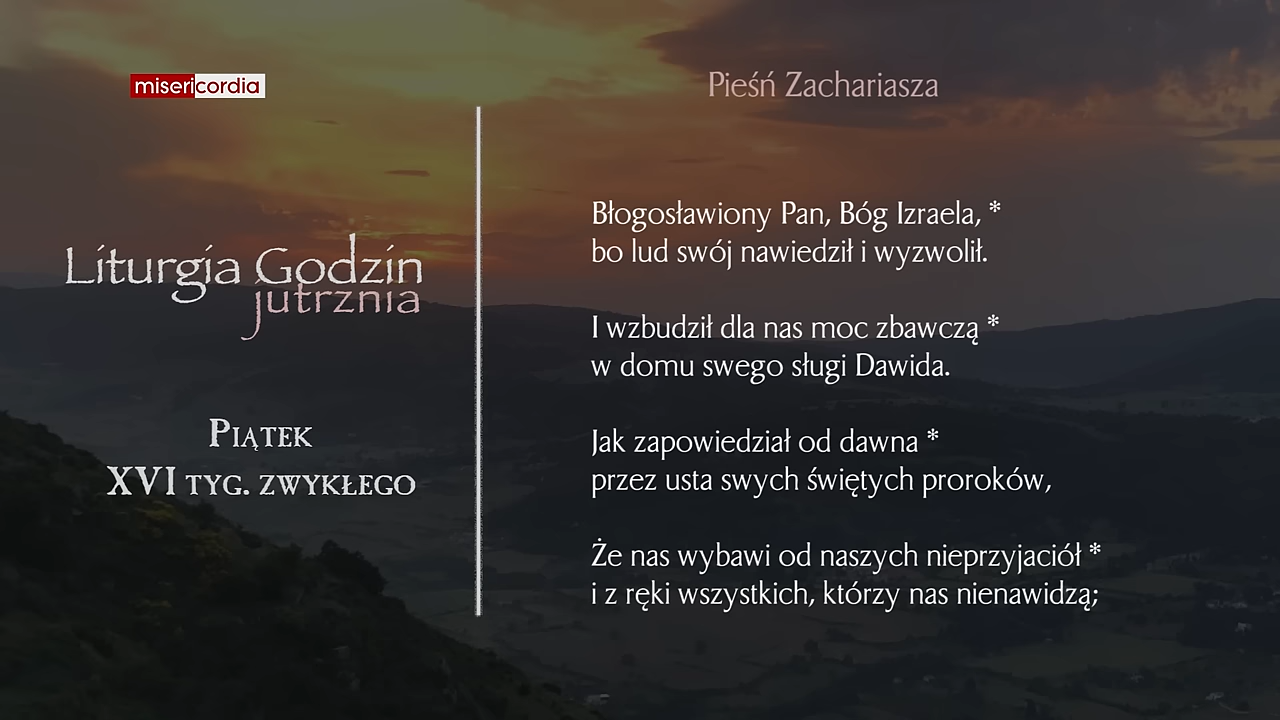 misericordia
Liturgia Godzin
jutrznia
Piątek
XVI tyg. zwykłego
Pieśń Zachariasza
Błogosławiony Pan, Bóg Izraela, *
bo lud swój nawiedził i wyzwolił.
I wzbudził dla nas moc zbawczą *
w domu swego sługi Dawida.
Jak zapowiedział od dawna *
przez usta swych świętych proroków,
Że nas wybawi od naszych nieprzyjaciół *
i z ręki wszystkich, którzy nas nienawidzą;